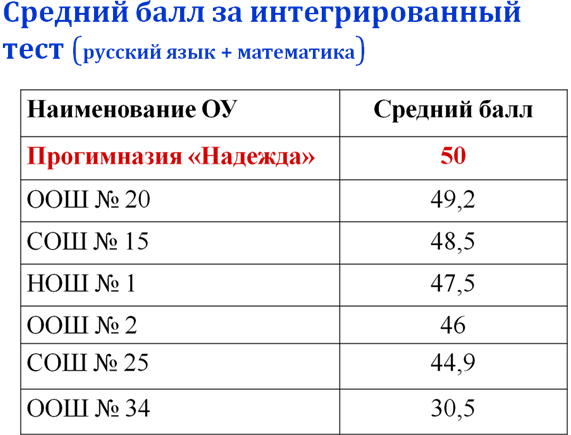 Средний балл за интегрированный
тест (русский язык + математика)
Наименование ОУ Средний балл
Прогимназия «Надежда» 50
ООШ № 20 49,2
СОШ № 15 48,5
НОШ № 1 47,5
ООШ № 2 46
СОШ № 25 44,9
ООШ № 34 30,5